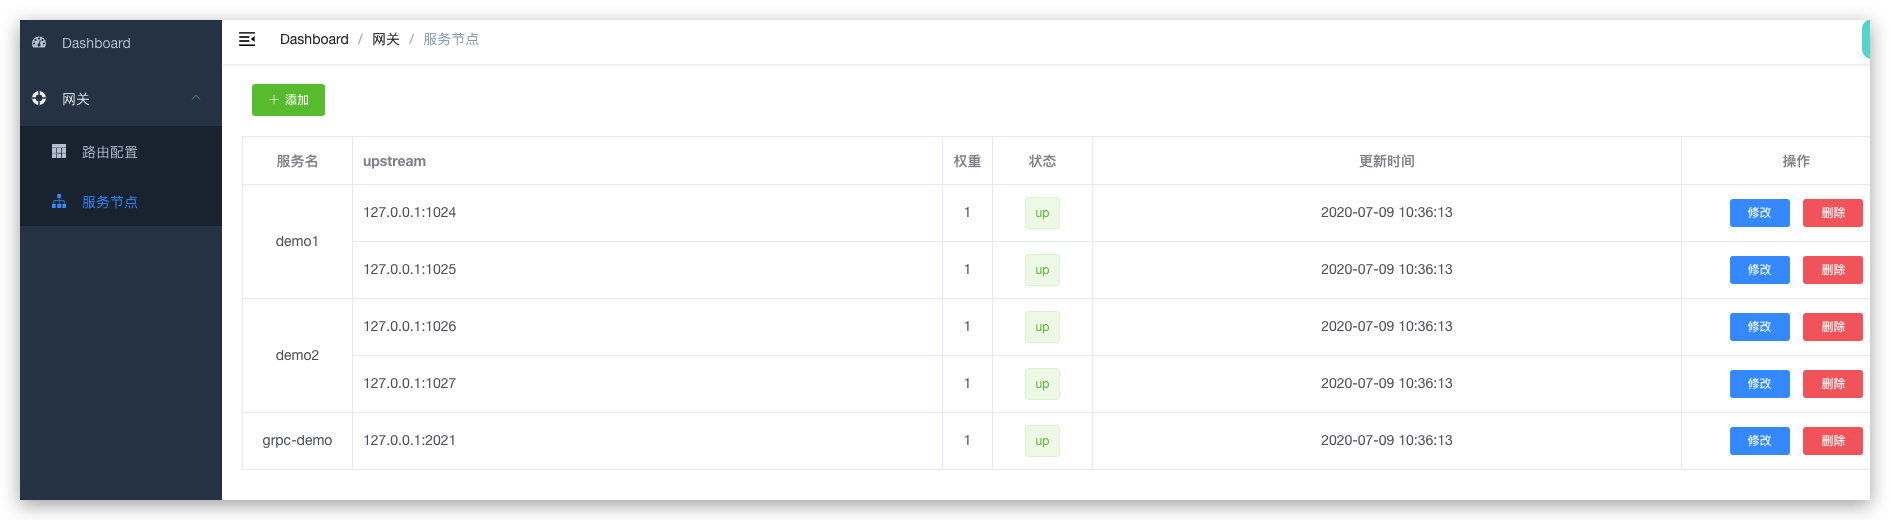 Dashboard
网关
路由配置
服务节点
Dashboard / 网关 / 服务节点
+ 添加
服务名 upstream 权重 状态 更新时间 操作
demo1
127.0.0.1:1024 1 up 2020-07-09 10:36:13 修改 删除
127.0.0.1:1025 1 up 2020-07-09 10:36:13 修改 删除
demo2
127.0.0.1:1026 1 up 2020-07-09 10:36:13 修改 删除
127.0.0.1:1027 1 up 2020-07-09 10:36:13 修改 删除
grpc-demo 127.0.0.1:2021 1 up 2020-07-09 10:36:13 修改 删除